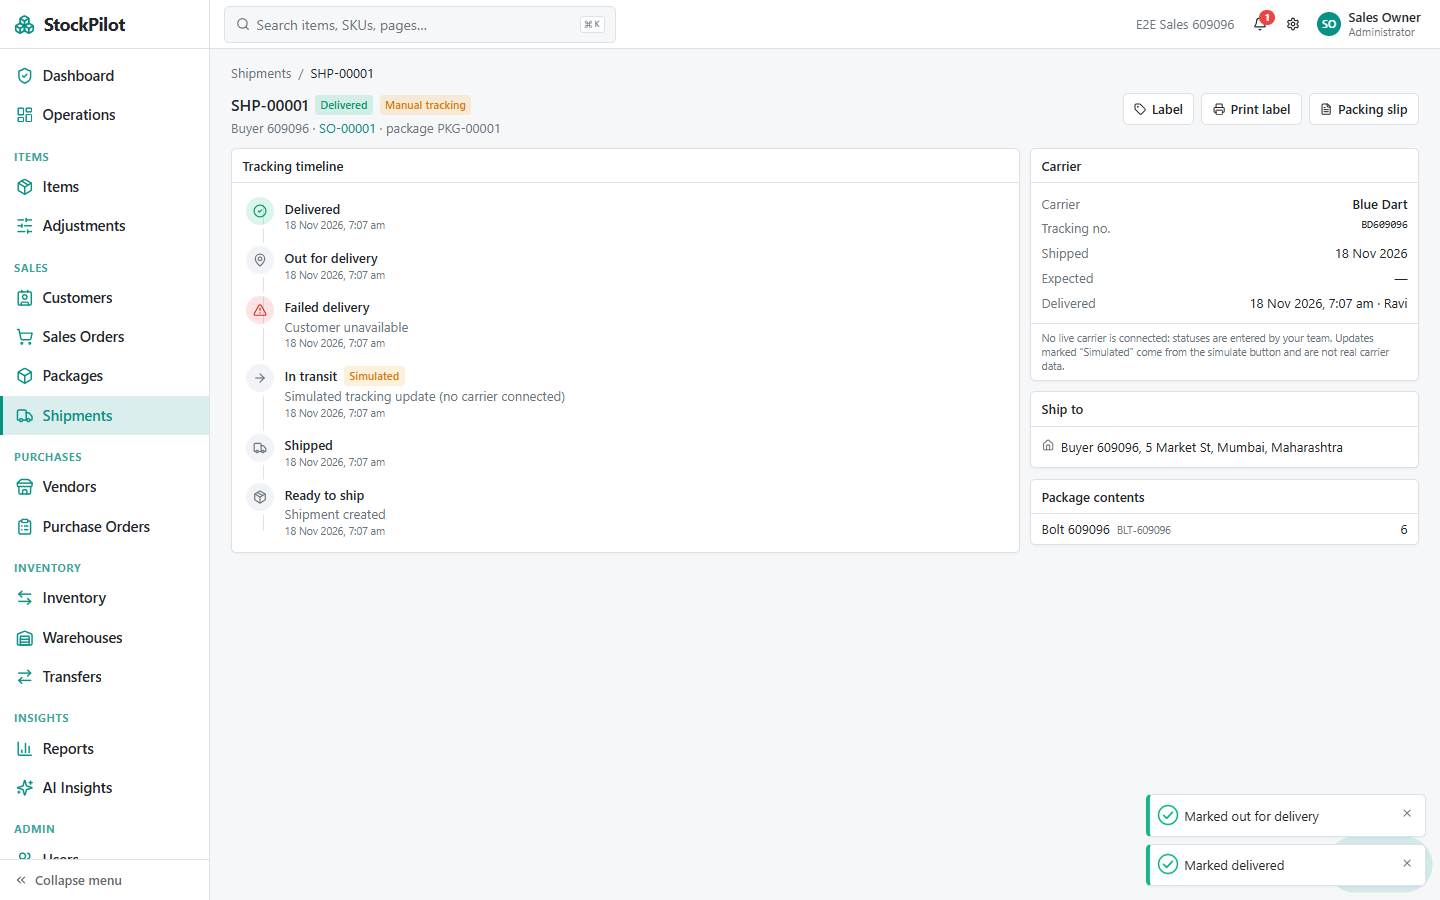 StockPilot
Search items, SKUs, pages...
⌘ K
E2E Sales 609096
1
SO
Sales Owner
Administrator
Dashboard
Operations
ITEMS
Items
Adjustments
SALES
Customers
Sales Orders
Packages
Shipments
PURCHASES
Vendors
Purchase Orders
INVENTORY
Inventory
Warehouses
Transfers
INSIGHTS
Reports
AI Insights
ADMIN
Users
Collapse menu
Shipments / SHP-00001
SHP-00001 Delivered Manual tracking
Buyer 609096 · SO-00001 · package PKG-00001
Label
Print label
Packing slip
Tracking timeline
Delivered
18 Nov 2026, 7:07 am
Out for delivery
18 Nov 2026, 7:07 am
Failed delivery
Customer unavailable
18 Nov 2026, 7:07 am
In transit Simulated
Simulated tracking update (no carrier connected)
18 Nov 2026, 7:07 am
Shipped
18 Nov 2026, 7:07 am
Ready to ship
Shipment created
18 Nov 2026, 7:07 am
Carrier
Carrier Blue Dart
Tracking no. BD609096
Shipped 18 Nov 2026
Expected —
Delivered 18 Nov 2026, 7:07 am · Ravi
No live carrier is connected: statuses are entered by your team. Updates
marked "Simulated" come from the simulate button and are not real carrier
data.
Ship to
Buyer 609096, 5 Market St, Mumbai, Maharashtra
Package contents
Bolt 609096 BLT-609096 6
Marked out for delivery
Marked delivered